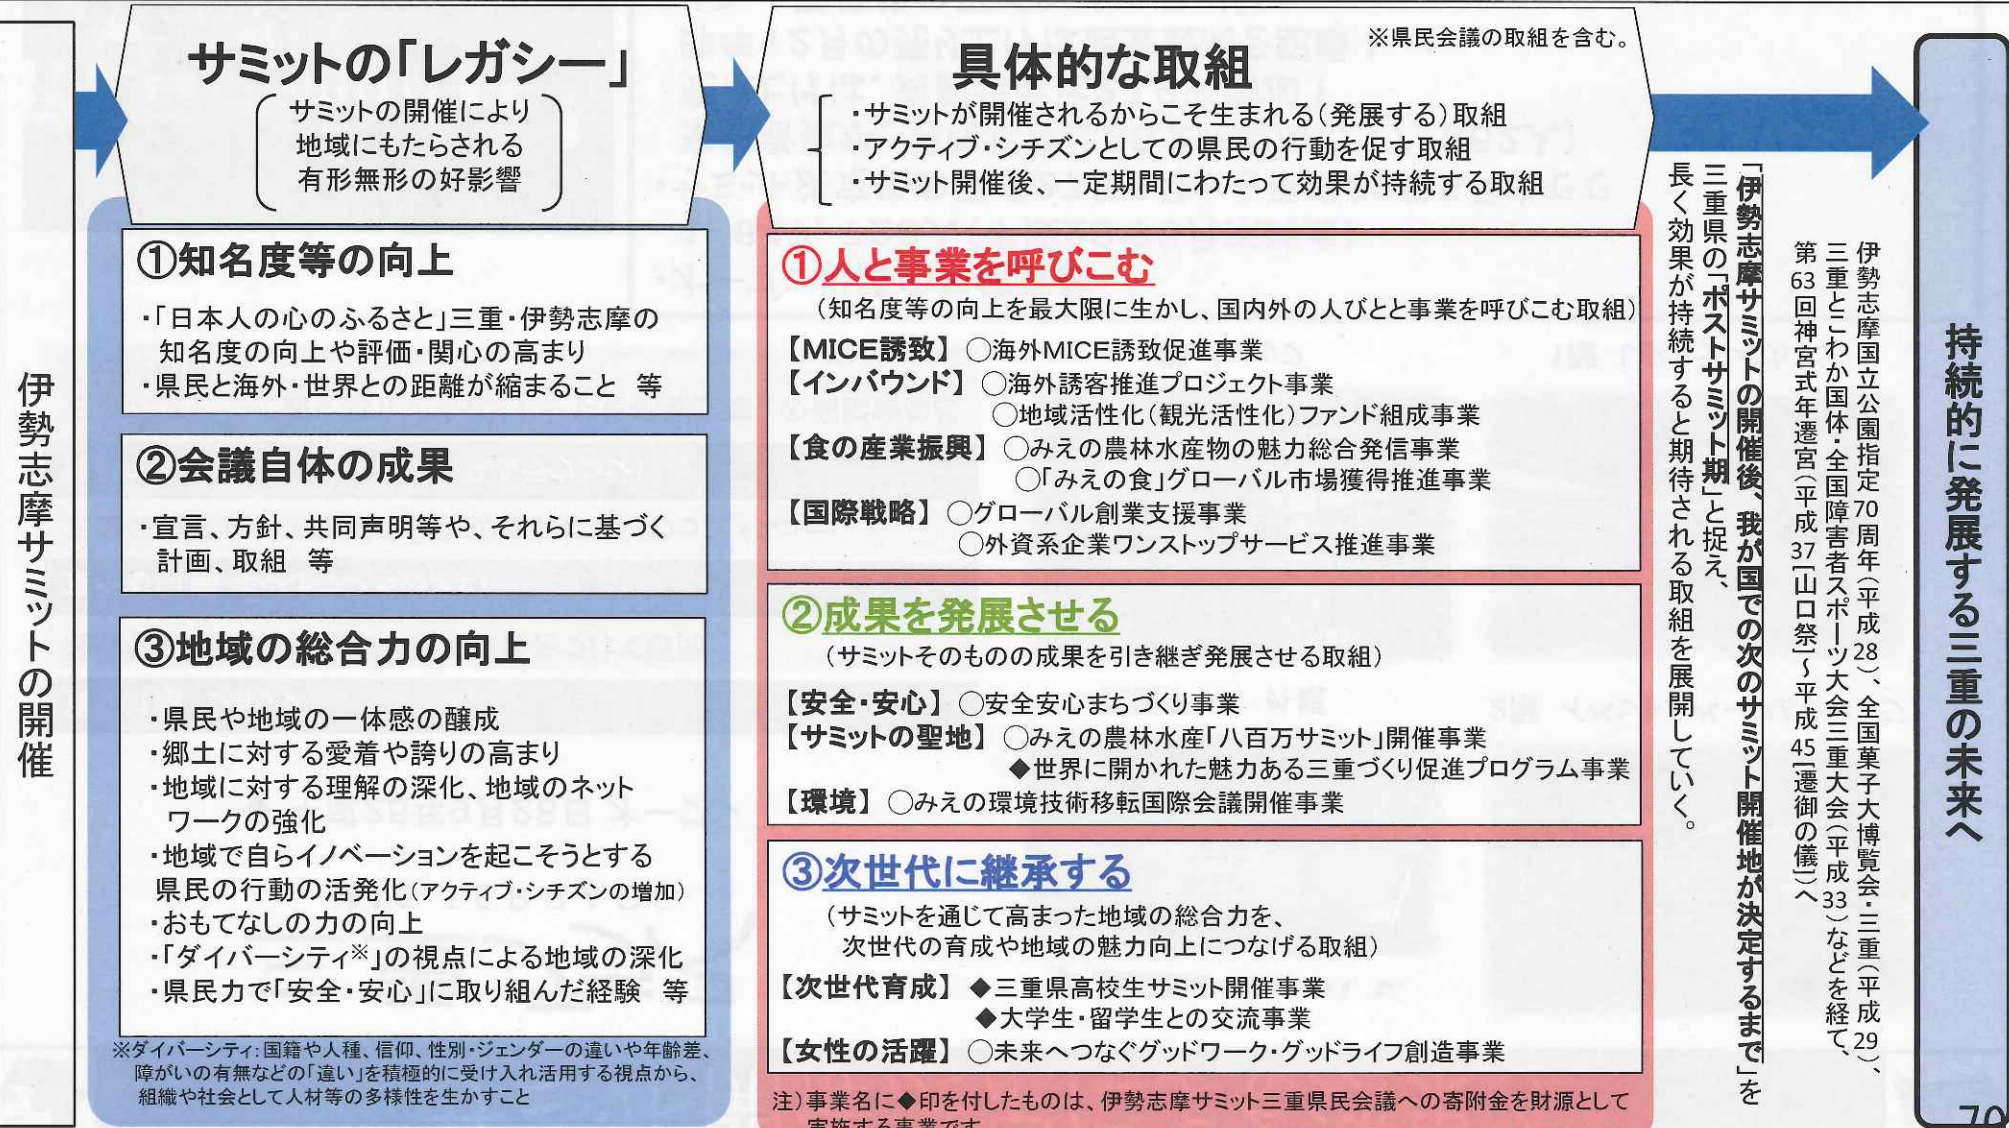 伊勢志摩サミットの開催
サミットの「レガシー」
サミットの開催により
地域にもたらされる
有形無形の好影響
①知名度等の向上
・「日本人の心のふるさと」三重・伊勢志摩の
知名度の向上や評価・関心の高まり
・県民と海外・世界との距離が縮まること 等
②会議自体の成果
・宣言、方針、共同声明等や、それらに基づく
計画、取組 等
③地域の総合力の向上
・県民や地域の一体感の醸成
・郷土に対する愛着や誇りの高まり
・地域に対する理解の深化、地域のネット
ワークの強化
・地域で自らイノベーションを起こそうとする
県民の行動の活発化(アクティブ・シチズンの増加)
・おもてなしの力の向上
・「ダイバーシティ※」の視点による地域の深化
・県民力で「安全・安心」に取り組んだ経験 等
※ダイバーシティ:国籍や人種、信仰、性別・ジェンダーの違いや年齢差、
障がいの有無などの「違い」を積極的に受け入れ活用する視点から、
組織や社会として人材等の多様性を生かすこと
具体的な取組
※県民会議の取組を含む。
・サミットが開催されるからこそ生まれる(発展する)取組
・アクティブ・シチズンとしての県民の行動を促す取組
・サミット開催後、一定期間にわたって効果が持続する取組
①人と事業を呼びこむ
(知名度等の向上を最大限に生かし、国内外の人びとと事業を呼びこむ取組)
【MICE誘致】○海外MICE誘致促進事業
【インバウンド】○海外誘客推進プロジェクト事業
○地域活性化(観光活性化)ファンド組成事業
【食の産業振興】○みえの農林水産物の魅力総合発信事業
○「みえの食」グローバル市場獲得推進事業
【国際戦略】○グローバル創業支援事業
○外資系企業ワンストップサービス推進事業
②成果を発展させる
(サミットそのものの成果を引き継ぎ発展させる取組)
【安全・安心】○安全安心まちづくり事業
【サミットの聖地】○みえの農林水産「八百万サミット」開催事業
◆世界に開かれた魅力ある三重づくり促進プログラム事業
【環境】○みえの環境技術移転国際会議開催事業
③次世代に継承する
(サミットを通じて高まった地域の総合力を、
次世代の育成や地域の魅力向上につなげる取組)
【次世代育成】◆三重県高校生サミット開催事業
◆大学生・留学生との交流事業
【女性の活躍】○未来へつなぐグッドワーク・グッドライフ創造事業
注)事業名に◆印を付したものは、伊勢志摩サミット三重県民会議への寄附金を財源として
実施する事業です
「伊勢志摩サミットの開催後、我が国での次のサミット開催地が決定するまで」を
三重県の「ポストサミット期」と捉え、
長く効果が持続すると期待される取組を展開していく。
伊勢志摩国立公園指定70周年(平成28)、全国菓子大博覧会・三重(平成29)、
三重とこわか国体・全国障害者スポーツ大会三重大会(平成33)などを経て、
第63回神宮式年遷宮(平成37[山口祭]～平成45[遷御の儀])へ
持続的に発展する三重の未来へ
70